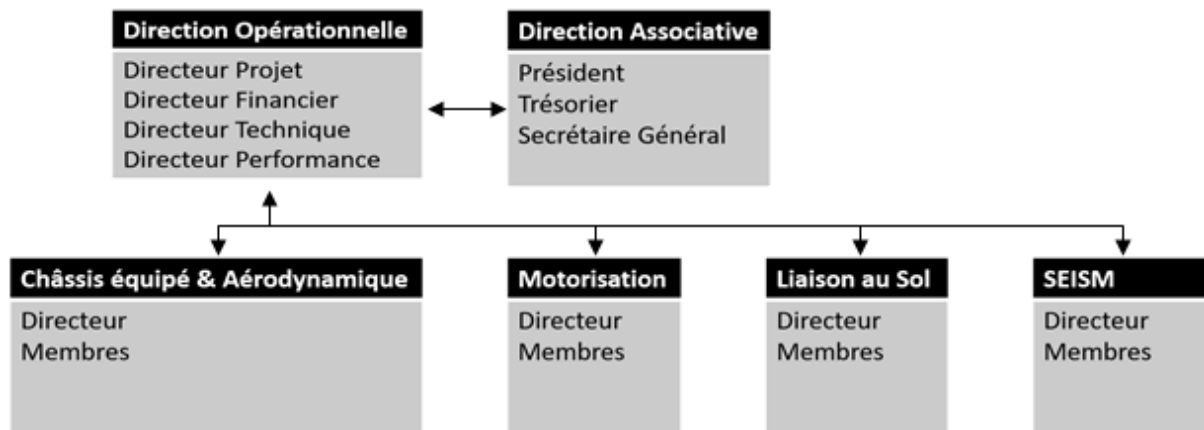 Direction Opérationnelle
Directeur Projet
Directeur Financier
Directeur Technique
Directeur Performance
Direction Associative
Président
Trésorier
Secrétaire Général
Châssis équipé & Aérodynamique
Directeur
Membres
Motorisation
Directeur
Membres
Liaison au Sol
Directeur
Membres
SEISM
Directeur
Membres